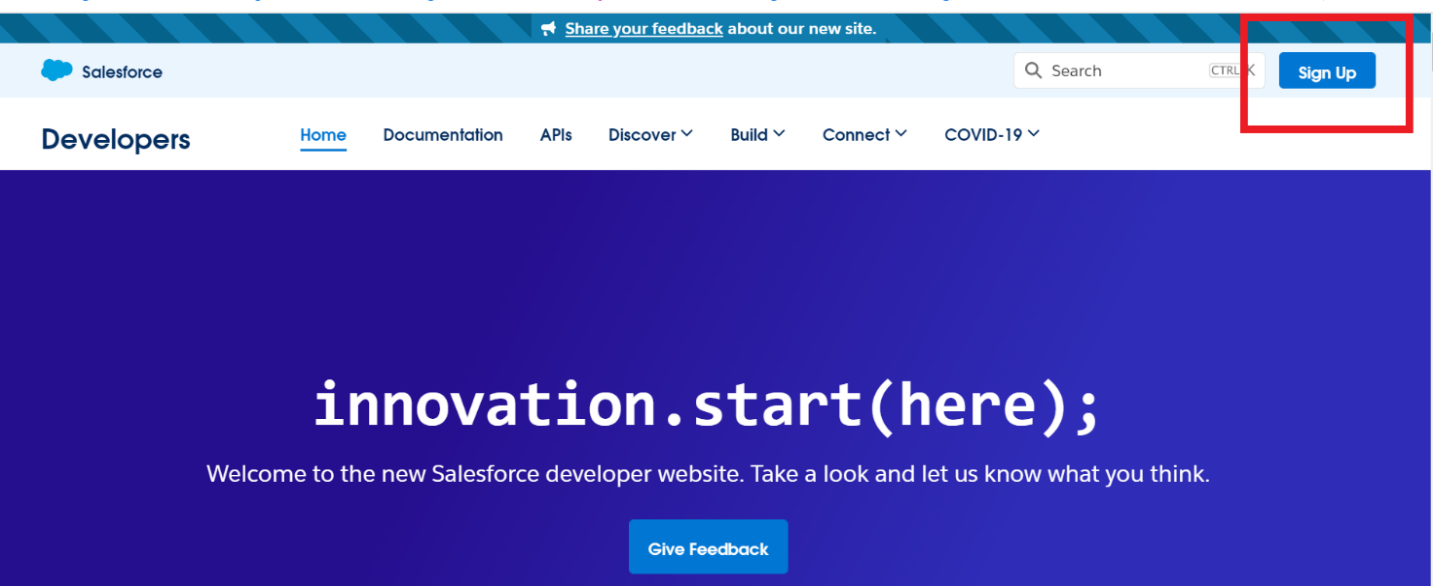 Share your feedback about our new site.
Salesforce
Search
CTRL K
Sign Up
Developers
Home
Documentation
APIs
Discover
Build
Connect
COVID-19
innovation.start(here);
Welcome to the new Salesforce developer website. Take a look and let us know what you think.
Give Feedback